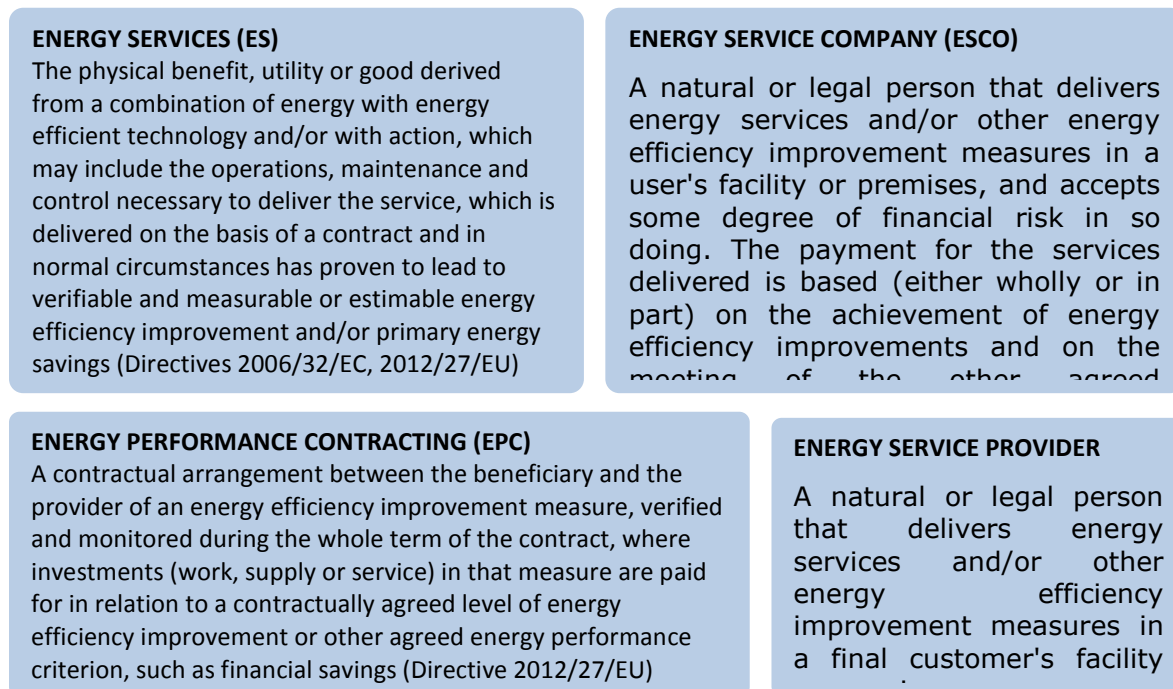 ENERGY SERVICES (ES)
The physical benefit, utility or good derived
from a combination of energy with energy
efficient technology and/or with action, which
may include the operations, maintenance and
control necessary to deliver the service, which is
delivered on the basis of a contract and in
normal circumstances has proven to lead to
verifiable and measurable or estimable energy
efficiency improvement and/or primary energy
savings (Directives 2006/32/EC, 2012/27/EU)
ENERGY SERVICE COMPANY (ESCO)
A natural or legal person that delivers
energy services and/or other energy
efficiency improvement measures in a
user's facility or premises, and accepts
some degree of financial risk in so
doing. The payment for the services
delivered is based (either wholly or in
part) on the achievement of energy
efficiency improvements and on the
meeting of the other agreed
ENERGY PERFORMANCE CONTRACTING (EPC)
A contractual arrangement between the beneficiary and the
provider of an energy efficiency improvement measure, verified
and monitored during the whole term of the contract, where
investments (work, supply or service) in that measure are paid
for in relation to a contractually agreed level of energy
efficiency improvement or other agreed energy performance
criterion, such as financial savings (Directive 2012/27/EU)
ENERGY SERVICE PROVIDER
A natural or legal person
that delivers energy
services and/or other
energy efficiency
improvement measures in
a final customer's facility